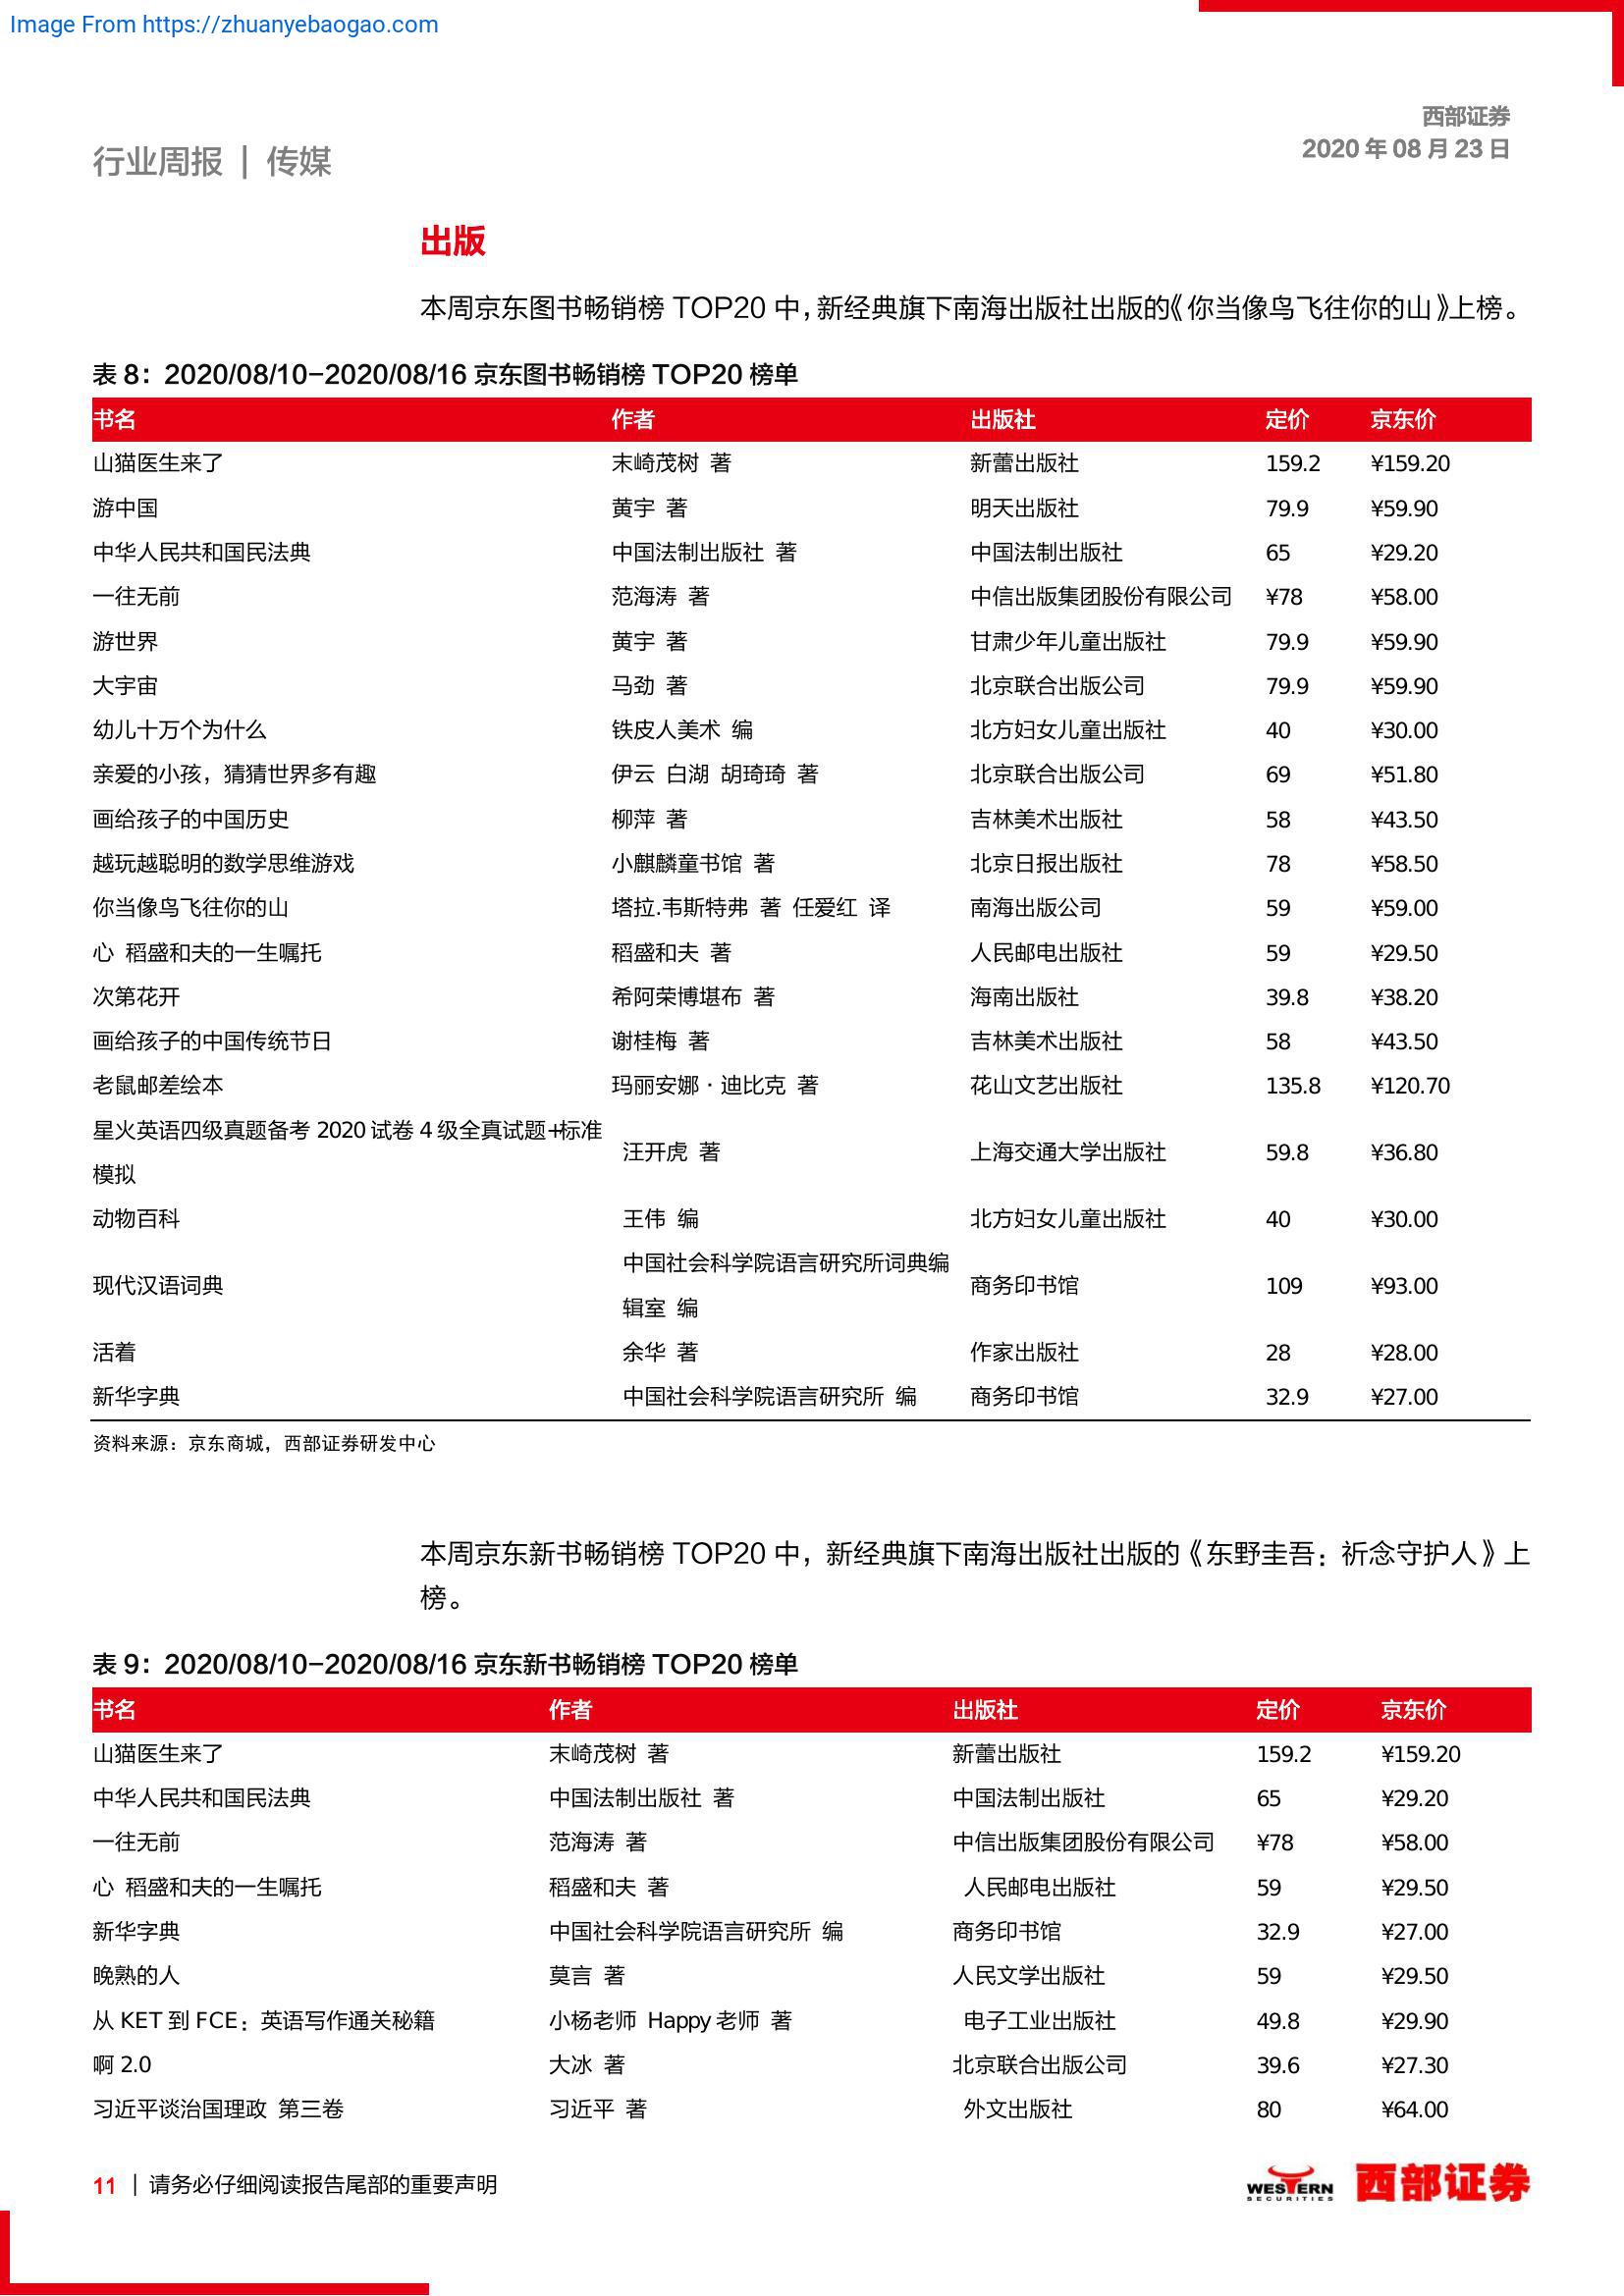 Image From https://zhuanyebaogao.com
西部证券
2020 年 08 月 23 日
行业周报 | 传媒
出版
本周京东图书畅销榜 TOP20 中，新经典旗下南海出版社出版的《你当像鸟飞往你的山》上榜。
表 8：2020/08/10-2020/08/16 京东图书畅销榜 TOP20 榜单
书名 作者 出版社 定价 京东价
山猫医生来了 末崎茂树 著 新蕾出版社 159.2 ¥159.20
游中国 黄宇 著 明天出版社 79.9 ¥59.90
中华人民共和国民法典 中国法制出版社 著 中国法制出版社 65 ¥29.20
一往无前 范海涛 著 中信出版集团股份有限公司 ¥78 ¥58.00
游世界 黄宇 著 甘肃少年儿童出版社 79.9 ¥59.90
大宇宙 马劲 著 北京联合出版公司 79.9 ¥59.90
幼儿十万个为什么 铁皮人美术 编 北方妇女儿童出版社 40 ¥30.00
亲爱的小孩，猜猜世界多有趣 伊云 白湖 胡琦琦 著 北京联合出版公司 69 ¥51.80
画给孩子的中国历史 柳萍 著 吉林美术出版社 58 ¥43.50
越玩越聪明的数学思维游戏 小麒麟童书馆 著 北京日报出版社 78 ¥58.50
你当像鸟飞往你的山 塔拉.韦斯特弗 著 任爱红 译 南海出版公司 59 ¥59.00
心 稻盛和夫的一生嘱托 稻盛和夫 著 人民邮电出版社 59 ¥29.50
次第花开 希阿荣博堪布 著 海南出版社 39.8 ¥38.20
画给孩子的中国传统节日 谢桂梅 著 吉林美术出版社 58 ¥43.50
老鼠邮差绘本 玛丽安娜·迪比克 著 花山文艺出版社 135.8 ¥120.70
星火英语四级真题备考 2020 试卷 4 级全真试题+标准
模拟 汪开虎 著 上海交通大学出版社 59.8 ¥36.80
动物百科 王伟 编 北方妇女儿童出版社 40 ¥30.00
现代汉语词典 中国社会科学院语言研究所词典编
辑室 编 商务印书馆 109 ¥93.00
活着 余华 著 作家出版社 28 ¥28.00
新华字典 中国社会科学院语言研究所 编 商务印书馆 32.9 ¥27.00
资料来源：京东商城，西部证券研发中心
本周京东新书畅销榜 TOP20 中，新经典旗下南海出版社出版的《东野圭吾：祈念守护人》上
榜。
表 9：2020/08/10-2020/08/16 京东新书畅销榜 TOP20 榜单
书名 作者 出版社 定价 京东价
山猫医生来了 末崎茂树 著 新蕾出版社 159.2 ¥159.20
中华人民共和国民法典 中国法制出版社 著 中国法制出版社 65 ¥29.20
一往无前 范海涛 著 中信出版集团股份有限公司 ¥78 ¥58.00
心 稻盛和夫的一生嘱托 稻盛和夫 著 人民邮电出版社 59 ¥29.50
新华字典 中国社会科学院语言研究所 编 商务印书馆 32.9 ¥27.00
晚熟的人 莫言 著 人民文学出版社 59 ¥29.50
从 KET 到 FCE：英语写作通关秘籍 小杨老师 Happy 老师 著 电子工业出版社 49.8 ¥29.90
啊 2.0 大冰 著 北京联合出版公司 39.6 ¥27.30
习近平谈治国理政 第三卷 习近平 著 外文出版社 80 ¥64.00
11 | 请务必仔细阅读报告尾部的重要声明
WESTERN
SECURITIES
西部证券